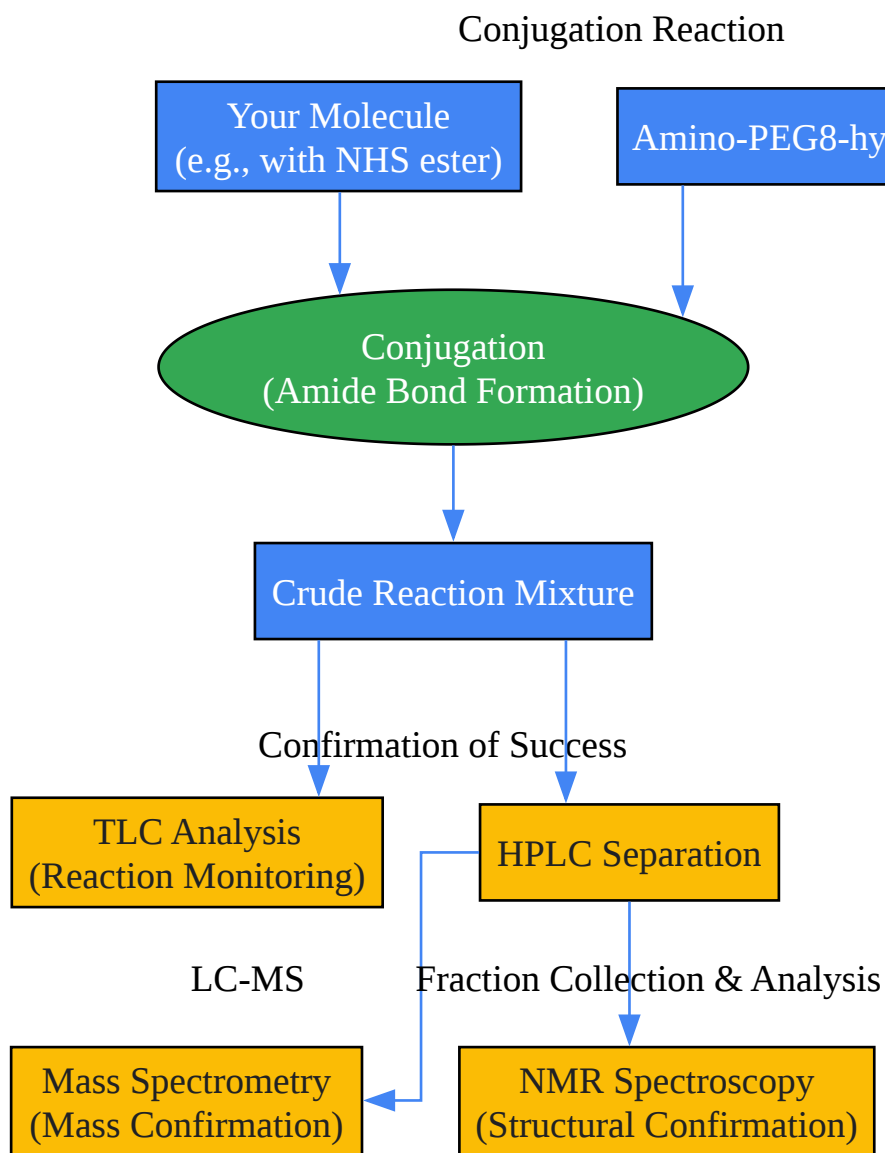 Conjugation Reaction
Your Molecule
(e.g., with NHS ester)
Amino-PEG8-hy
Conjugation
(Amide Bond Formation)
Crude Reaction Mixture
Confirmation of Success
TLC Analysis
(Reaction Monitoring)
HPLC Separation
LC-MS
Fraction Collection & Analysis
Mass Spectrometry
(Mass Confirmation)
NMR Spectroscopy
(Structural Confirmation)